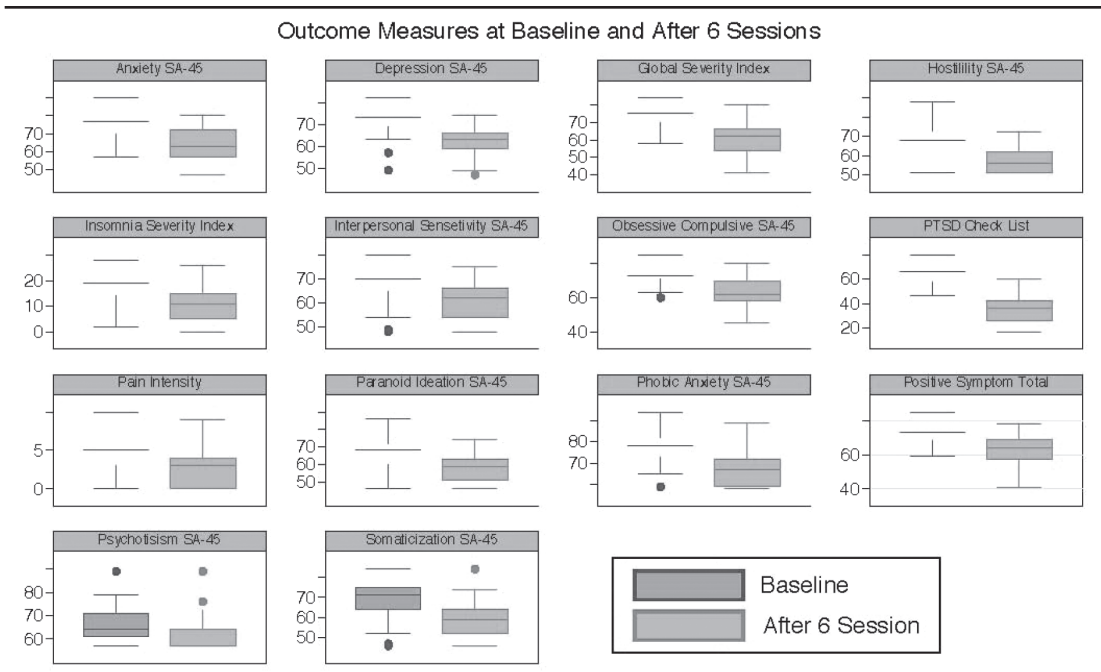 Outcome Measures at Baseline and After 6 Sessions
Anxiety SA-45
70
60
50
Depression SA-45
70
60
50
Global Severity Index
70
60
50
40
Hostilility SA-45
70
60
50
Insomnia Severity Index
20
10
0
Interpersonal Sensetivity SA-45
70
60
50
Obsessive Compulsive SA-45
60
40
PTSD Check List
60
40
20
Pain Intensity
5
0
Paranoid Ideation SA-45
70
60
50
Phobic Anxiety SA-45
80
70
Positive Symptom Total
60
40
Psychotisism SA-45
80
70
60
Somaticization SA-45
70
60
50
Baseline
After 6 Session